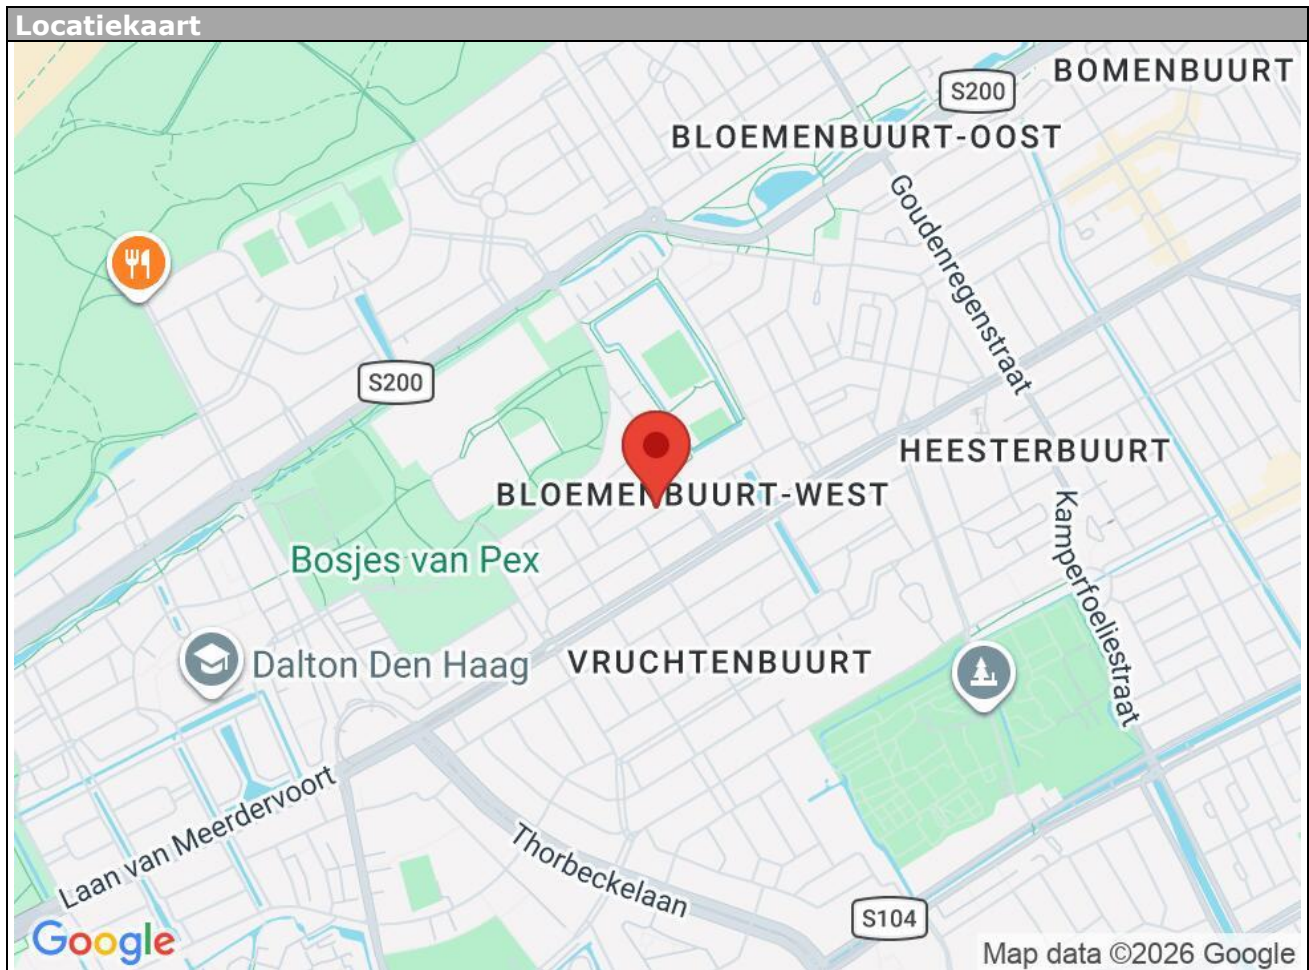 Locatiekaart
BOMENBUURT
S200
BLOEMENBUURT-OOST
Goudenregenstraat
S200
HEESTERBUURT
BLOEMENBUURT-WEST
Kamperfoeliestraat
Bosjes van Pex
Dalton Den Haag
VRUCHTENBUURT
Laan van Meerdervoort
Thorbeckelaan
S104
Google
Map data ©2026 Google